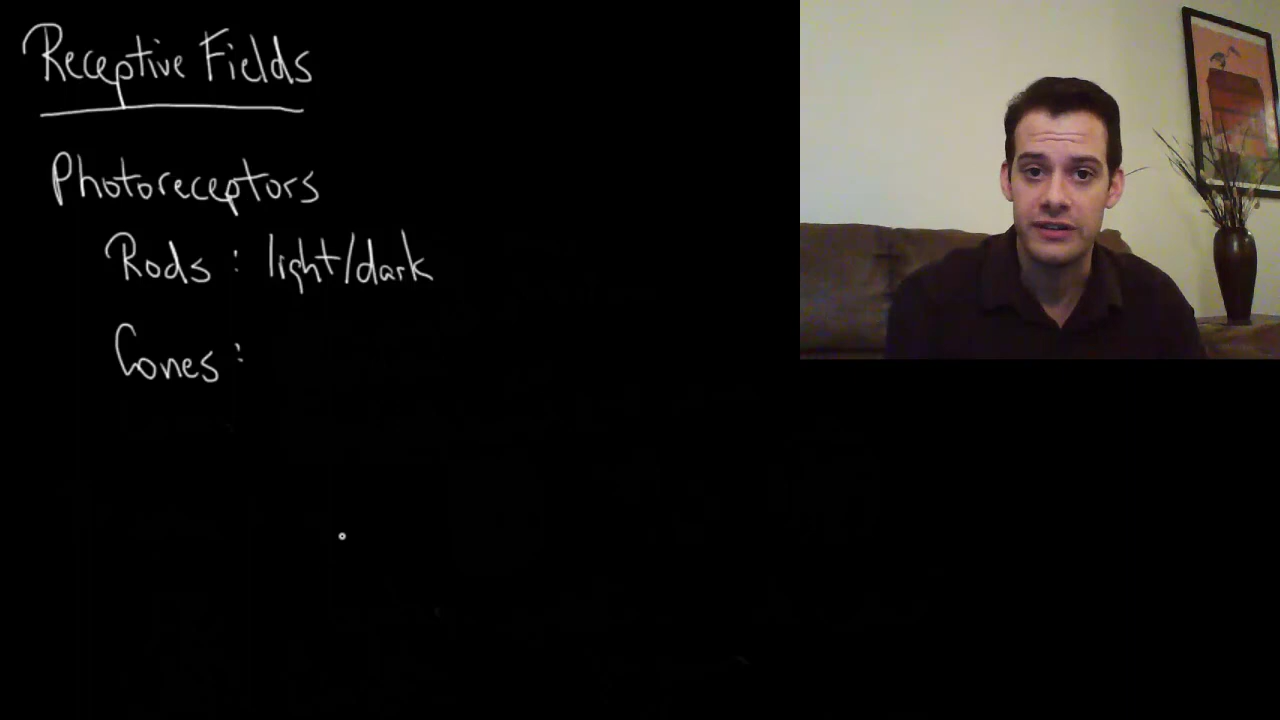 Receptive Fields
Photoreceptors
Rods : light/dark
Cones :